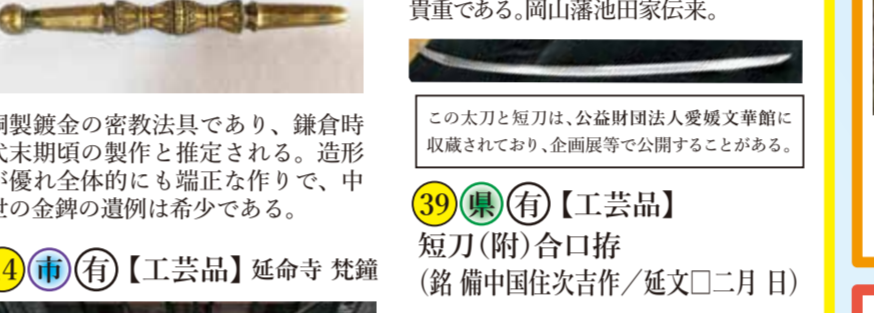 銅製鍍金の密教法具であり、鎌倉時
代末期頃の製作と推定される。造形
が優れ全体的にも端正な作りで、中
世の金錍の遺例は希少である。
4 市 有 【工芸品】 延命寺 梵鐘
貴重である。岡山藩池田家伝来。
この太刀と短刀は、公益財団法人愛媛文華館に
収蔵されており、企画展等で公開することがある。
39 県 有 【工芸品】
短刀(附)合口拵
(銘 備中国住次吉作/延文□二月 日)